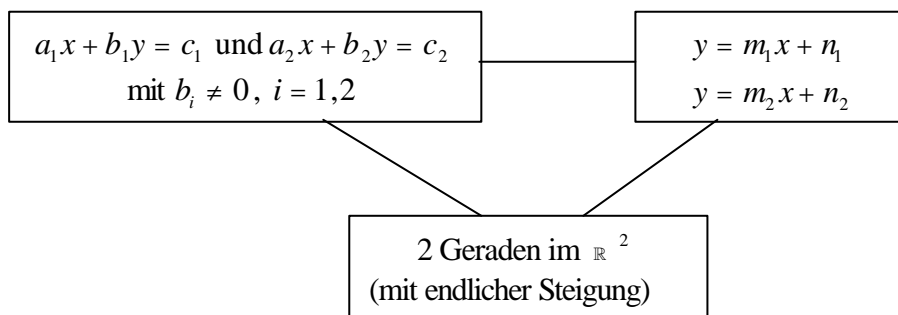 a₁x + b₁y = c₁ und a₂x + b₂y = c₂
mit bᵢ ≠ 0, i = 1,2
y = m₁x + n₁
y = m₂x + n₂
2 Geraden im ℝ ²
(mit endlicher Steigung)